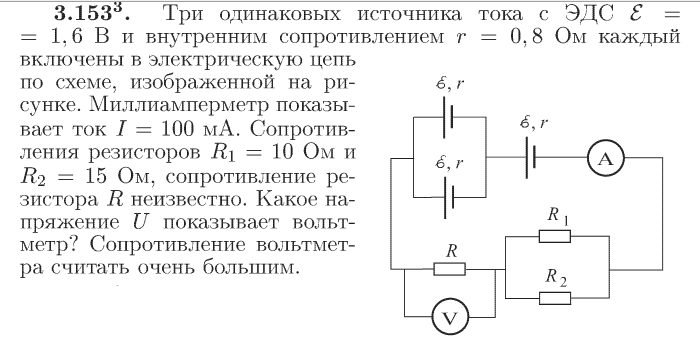 3.153³. Три одинаковых источника тока с ЭДС ℰ =
= 1,6 В и внутренним сопротивлением r = 0,8 Ом каждый
включены в электрическую цепь
по схеме, изображенной на ри-
сунке. Миллиамперметр показы-
вает ток I = 100 мА. Сопротив-
ления резисторов R₁ = 10 Ом и
R₂ = 15 Ом, сопротивление ре-
зистора R неизвестно. Какое на-
пряжение U показывает вольт-
метр? Сопротивление вольтмет-
ра считать очень большим.
ℰ, r
ℰ, r
ℰ, r
A
R₁
R
R₂
V